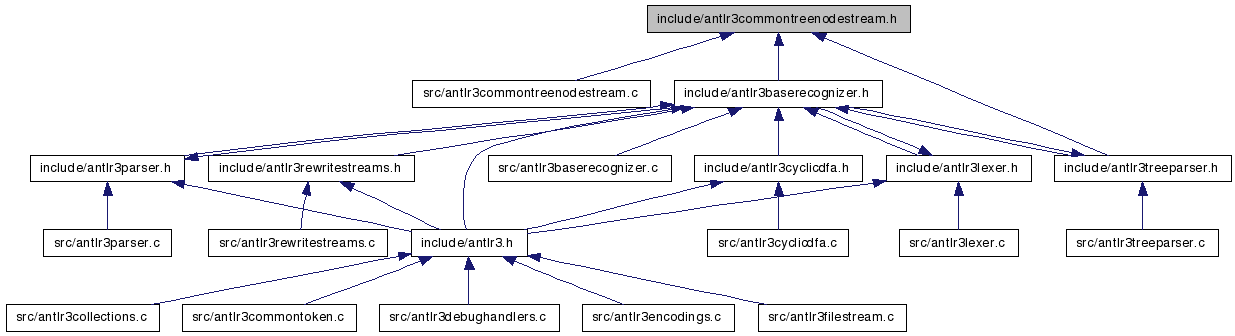 include/antlr3commontreenodestream.h
src/antlr3commontreenodestream.c
include/antlr3baserecognizer.h
include/antlr3parser.h
include/antlr3rewritestreams.h
src/antlr3baserecognizer.c
include/antlr3cyclicdfa.h
include/antlr3lexer.h
include/antlr3treeparser.h
src/antlr3parser.c
src/antlr3rewritestreams.c
include/antlr3.h
src/antlr3cyclicdfa.c
src/antlr3lexer.c
src/antlr3treeparser.c
src/antlr3collections.c
src/antlr3commontoken.c
src/antlr3debughandlers.c
src/antlr3encodings.c
src/antlr3filestream.c